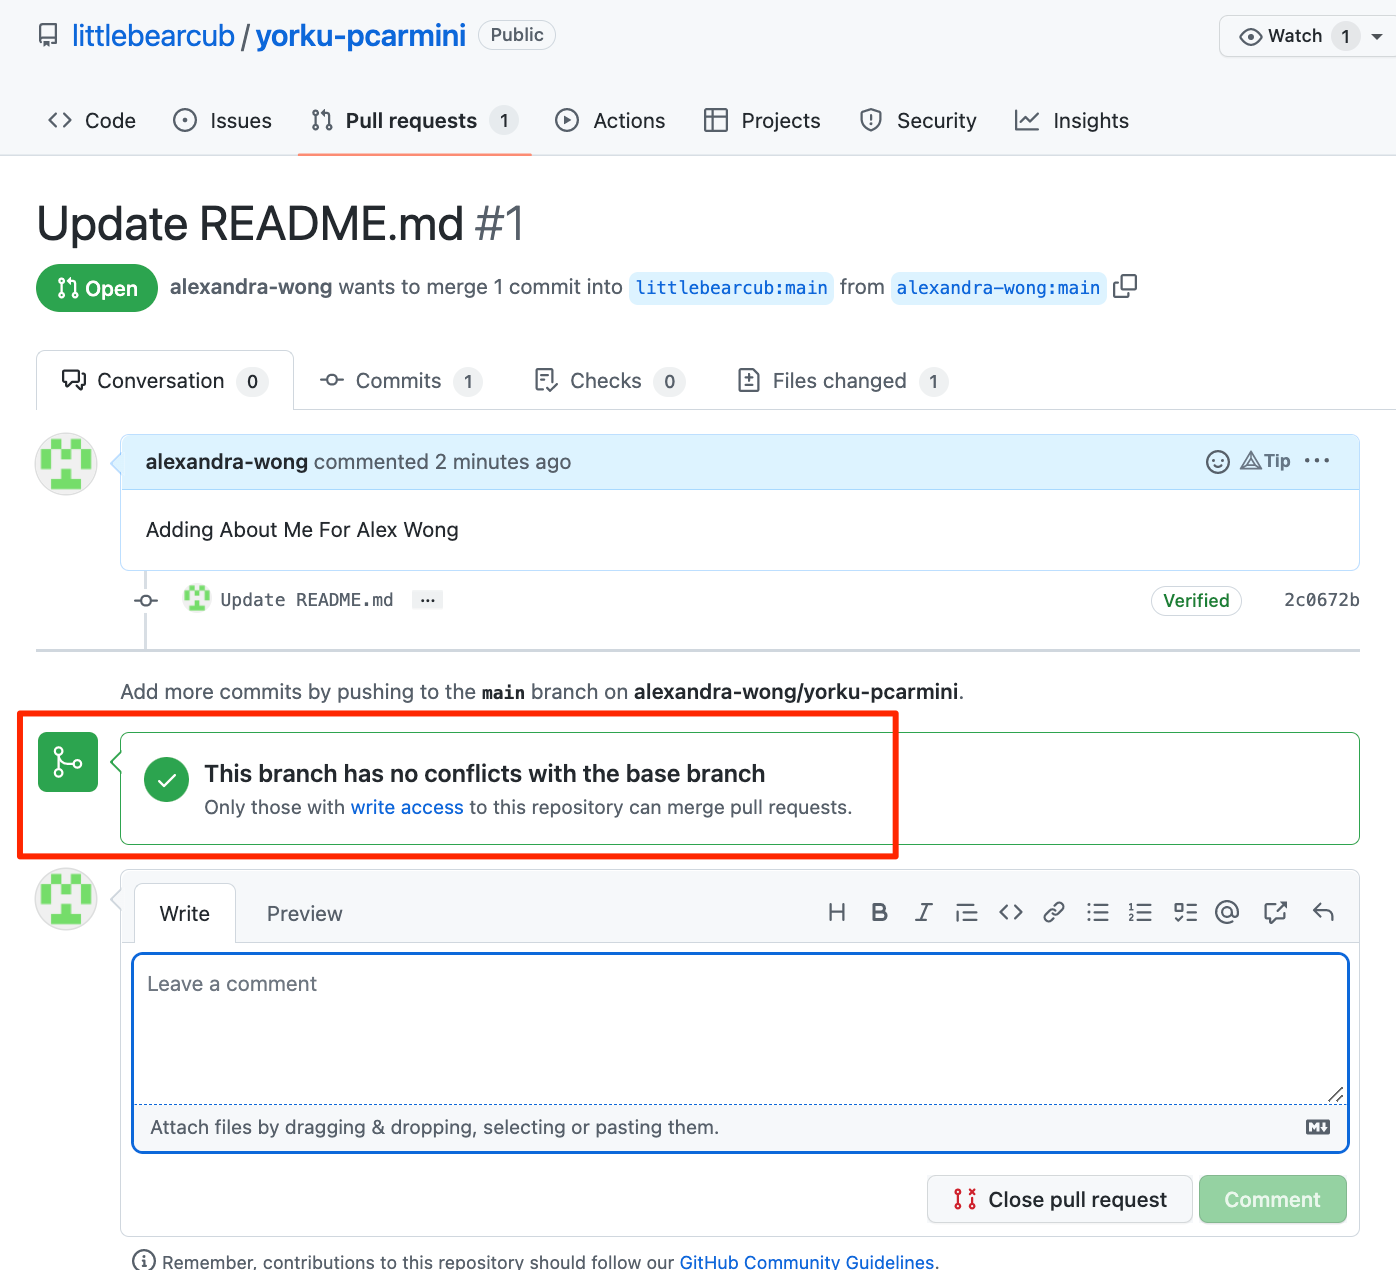 littlebearcub / yorku-pcarmini Public Watch 1
Code Issues Pull requests 1 Actions Projects Security Insights
Update README.md #1
Open alexandra-wong wants to merge 1 commit into littlebearcub:main from alexandra-wong:main
Conversation 0 Commits 1 Checks 0 Files changed 1
alexandra-wong commented 2 minutes ago Tip ...
Adding About Me For Alex Wong
Update README.md ... Verified 2c0672b
Add more commits by pushing to the main branch on alexandra-wong/yorku-pcarmini.
This branch has no conflicts with the base branch
Only those with write access to this repository can merge pull requests.
Write Preview
Leave a comment
Attach files by dragging & dropping, selecting or pasting them.
Close pull request Comment
Remember, contributions to this repository should follow our GitHub Community Guidelines.